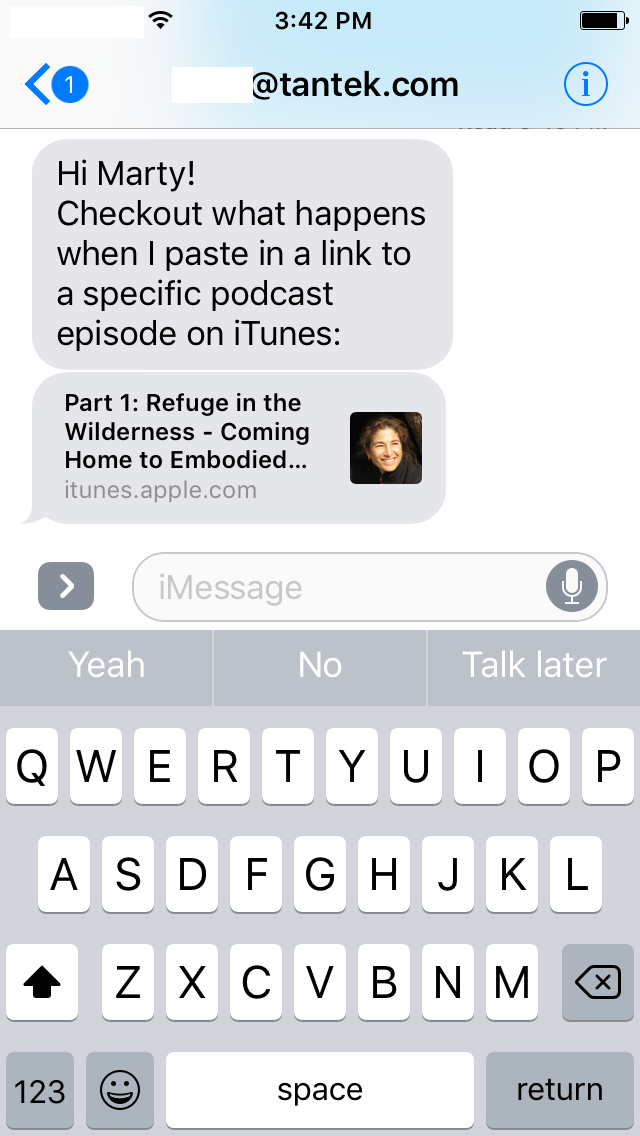 3:42 PM
1
@tantek.com
i
Hi Marty!
Checkout what happens
when I paste in a link to
a specific podcast
episode on iTunes:
Part 1: Refuge in the
Wilderness - Coming
Home to Embodied...
itunes.apple.com
iMessage
Yeah No Talk later
Q W E R T Y U I O P
A S D F G H J K L
Z X C V B N M
123 space return